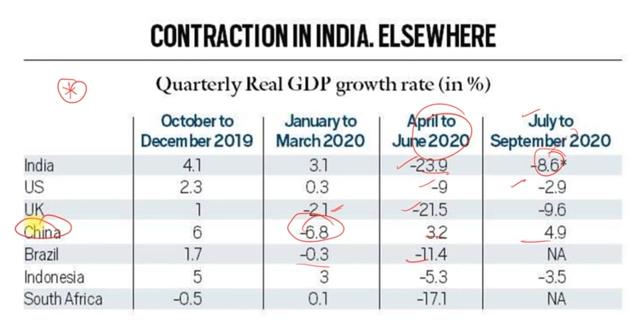 CONTRACTION IN INDIA. ELSEWHERE
Quarterly Real GDP growth rate (in %)
October to December 2019 January to March 2020 April to June 2020 July to September 2020
India 4.1 3.1 -23.9 -8.6*
US 2.3 0.3 -9 -2.9
UK 1 -2.1 -21.5 -9.6
China 6 -6.8 3.2 4.9
Brazil 1.7 -0.3 -11.4 NA
Indonesia 5 3 -5.3 -3.5
South Africa -0.5 0.1 -17.1 NA